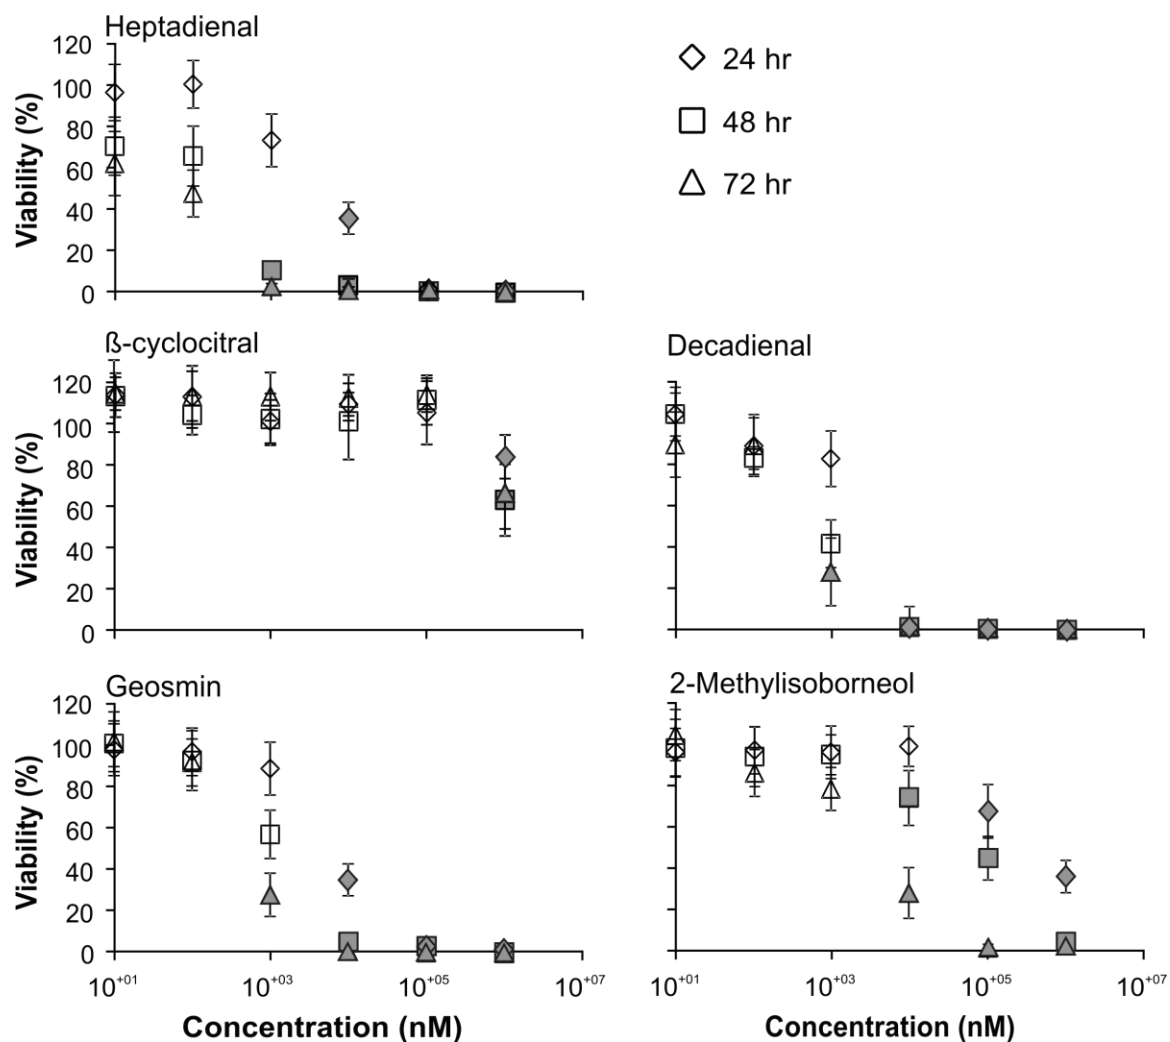 Heptadienal
120
100
80
60
40
20
0
Viability (%)
24 hr
48 hr
72 hr
ß-cyclocitral
120
100
80
60
40
20
0
Viability (%)
Decadienal
Geosmin
120
100
80
60
40
20
0
Viability (%)
10+01 10+03 10+05 10+07
Concentration (nM)
2-Methylisoborneol
10+01 10+03 10+05 10+07
Concentration (nM)